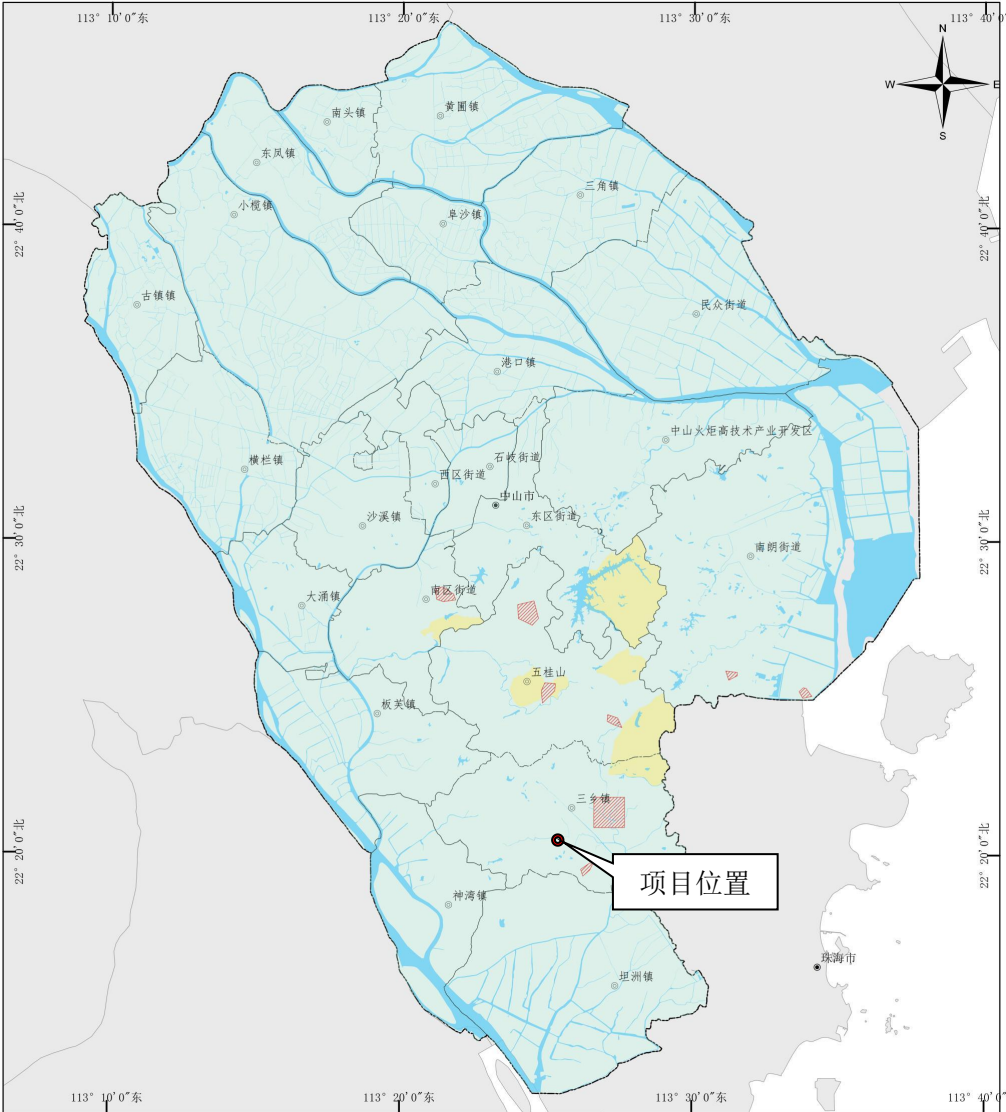 113° 10'0"东
113° 20'0"东
113° 30'0"东
113° 40'0"
N
W
E
S
南头镇
黄圃镇
东凤镇
三角镇
小榄镇
阜沙镇
22° 40'0"北
22° 40'0"北
古镇镇
民众街道
港口镇
中山火炬高技术产业开发区
石岐街道
横栏镇
西区街道
中山市
沙溪镇
东区街道
22° 30'0"北
22° 30'0"北
南朗街道
大涌镇
南区街道
五桂山
板芙镇
三乡镇
22° 20'0"北
22° 20'0"北
项目位置
神湾镇
珠海市
坦洲镇
113° 10'0"东
113° 20'0"东
113° 30'0"东
113° 40'0"